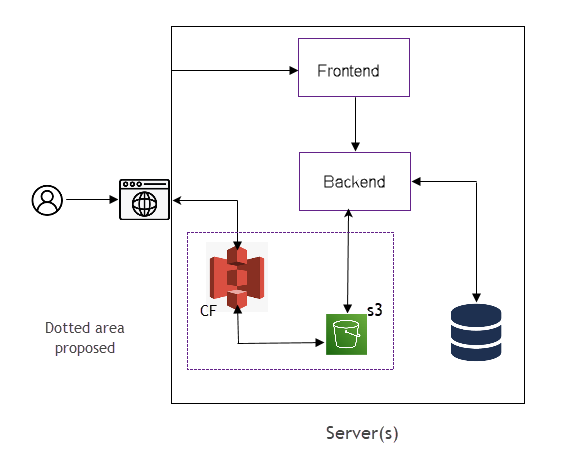 Frontend
Backend
CF
s3
Dotted area
proposed
Server(s)